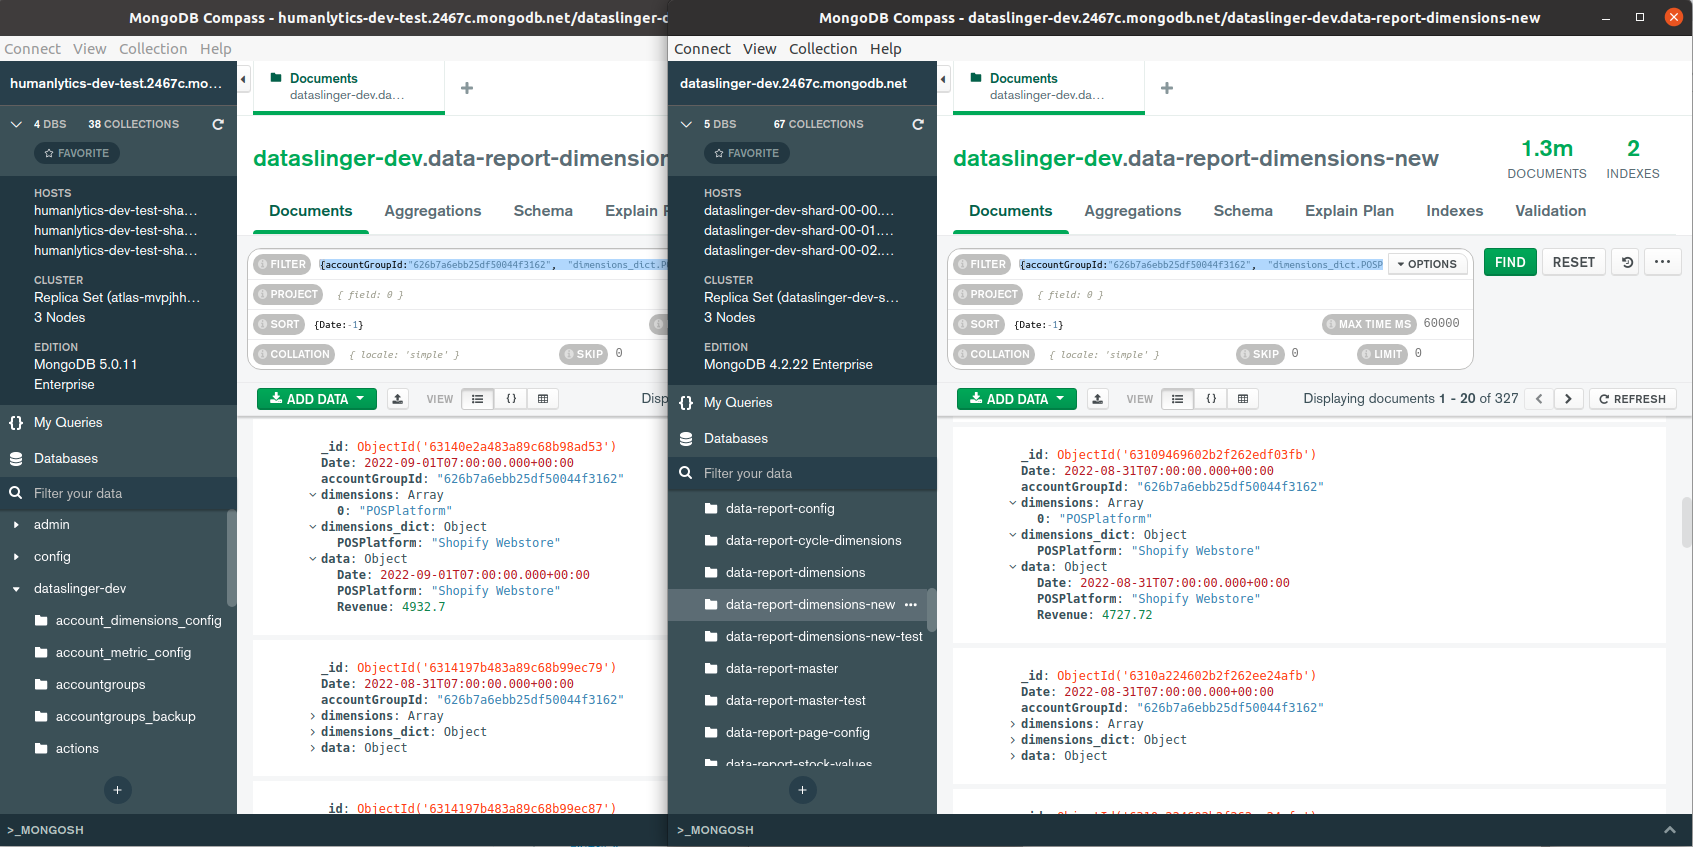 MongoDB Compass - humanlytics-dev-test.2467c.mongodb.net/dataslinger-d
Connect View Collection Help
humanlytics-dev-test.2467c.mo...
4 DBS 38 COLLECTIONS
FAVORITE
HOSTS
humanlytics-dev-test-sha...
humanlytics-dev-test-sha...
humanlytics-dev-test-sha...
CLUSTER
Replica Set (atlas-mvpjhh...
3 Nodes
EDITION
MongoDB 5.0.11
Enterprise
My Queries
Databases
Filter your data
admin
config
dataslinger-dev
account_dimensions_config
account_metric_config
accountgroups
accountgroups_backup
actions
+
>_MONGOSH
Documents
dataslinger-dev.da...
+
dataslinger-dev.data-report-dimension
Documents Aggregations Schema Explain P
FILTER {accountGroupId:"626b7a6ebb25df50044f3162", "dimensions_dict.PO
PROJECT { field: 0 }
SORT {Date:-1}
COLLATION { locale: 'simple' } SKIP 0
ADD DATA VIEW {} Disp
_id: ObjectId('63140e2a483a89c68b98ad53')
Date: 2022-09-01T07:00:00.000+00:00
accountGroupId: "626b7a6ebb25df50044f3162"
dimensions: Array
0: "POSPlatform"
dimensions_dict: Object
POSPlatform: "Shopify Webstore"
data: Object
Date: 2022-09-01T07:00:00.000+00:00
POSPlatform: "Shopify Webstore"
Revenue: 4932.7
_id: ObjectId('6314197b483a89c68b99ec79')
Date: 2022-08-31T07:00:00.000+00:00
accountGroupId: "626b7a6ebb25df50044f3162"
dimensions: Array
dimensions_dict: Object
data: Object
_id: ObjectId('6314197b483a89c68b99ec87')
MongoDB Compass - dataslinger-dev.2467c.mongodb.net/dataslinger-dev.data-report-dimensions-new
Connect View Collection Help
dataslinger-dev.2467c.mongodb.net
5 DBS 67 COLLECTIONS
FAVORITE
HOSTS
dataslinger-dev-shard-00-00....
dataslinger-dev-shard-00-01....
dataslinger-dev-shard-00-02....
CLUSTER
Replica Set (dataslinger-dev-s...
3 Nodes
EDITION
MongoDB 4.2.22 Enterprise
My Queries
Databases
Filter your data
data-report-config
data-report-cycle-dimensions
data-report-dimensions
data-report-dimensions-new
data-report-dimensions-new-test
data-report-master
data-report-master-test
data-report-page-config
data-report-stock-values
+
>_MONGOSH
Documents
dataslinger-dev.da...
+
dataslinger-dev.data-report-dimensions-new
1.3m DOCUMENTS
2 INDEXES
Documents Aggregations Schema Explain Plan Indexes Validation
FILTER {accountGroupId:"626b7a6ebb25df50044f3162", "dimensions_dict.POSP OPTIONS FIND RESET
PROJECT { field: 0 }
SORT {Date:-1} MAX TIME MS 60000
COLLATION { locale: 'simple' } SKIP 0 LIMIT 0
ADD DATA VIEW {} Displaying documents 1 - 20 of 327 REFRESH
_id: ObjectId('63109469602b2f262edf03fb')
Date: 2022-08-31T07:00:00.000+00:00
accountGroupId: "626b7a6ebb25df50044f3162"
dimensions: Array
0: "POSPlatform"
dimensions_dict: Object
POSPlatform: "Shopify Webstore"
data: Object
Date: 2022-08-31T07:00:00.000+00:00
POSPlatform: "Shopify Webstore"
Revenue: 4727.72
_id: ObjectId('6310a224602b2f262ee24afb')
Date: 2022-08-31T07:00:00.000+00:00
accountGroupId: "626b7a6ebb25df50044f3162"
dimensions: Array
dimensions_dict: Object
data: Object